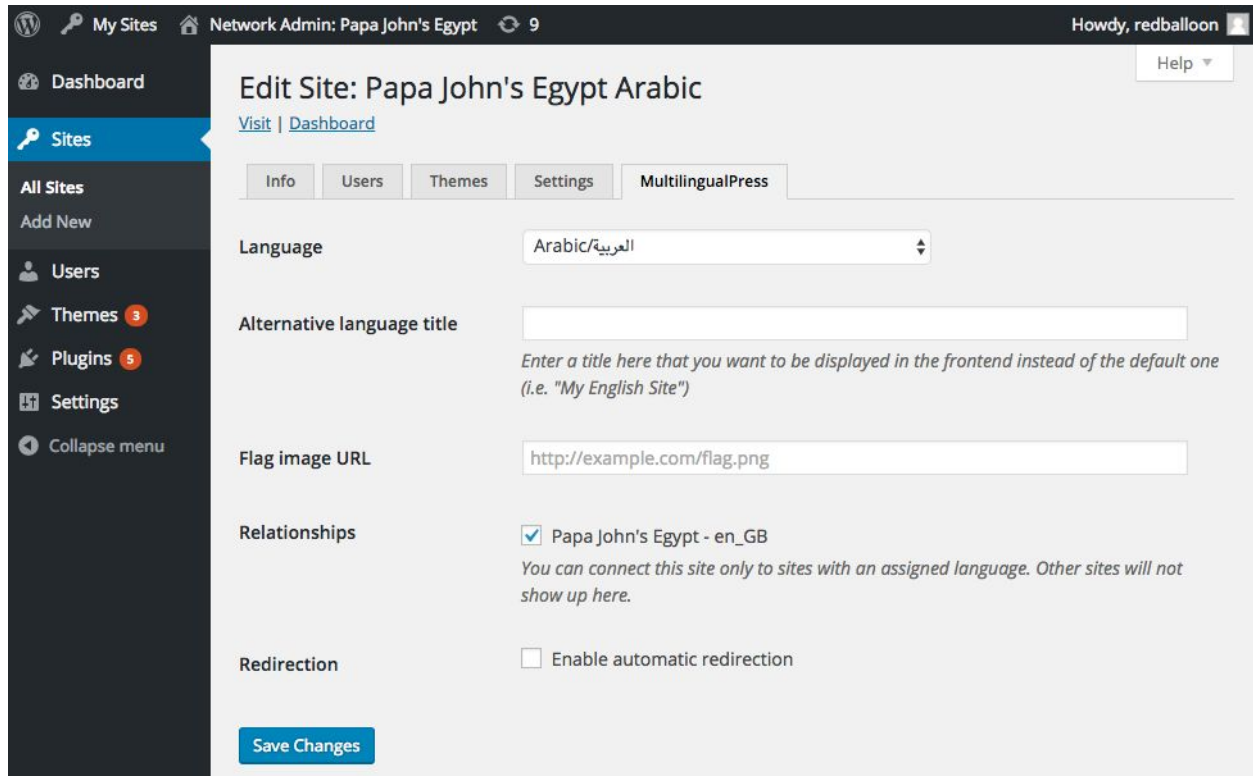 My Sites Network Admin: Papa John's Egypt 9 Howdy, redballoon
Help
Dashboard
Sites
All Sites
Add New
Users
Themes 3
Plugins 5
Settings
Collapse menu
Edit Site: Papa John's Egypt Arabic
Visit | Dashboard
Info Users Themes Settings MultilingualPress
Language
Arabic/العربية
Alternative language title
Enter a title here that you want to be displayed in the frontend instead of the default one
(i.e. "My English Site")
Flag image URL
http://example.com/flag.png
Relationships
Papa John's Egypt - en_GB
You can connect this site only to sites with an assigned language. Other sites will not
show up here.
Redirection
Enable automatic redirection
Save Changes